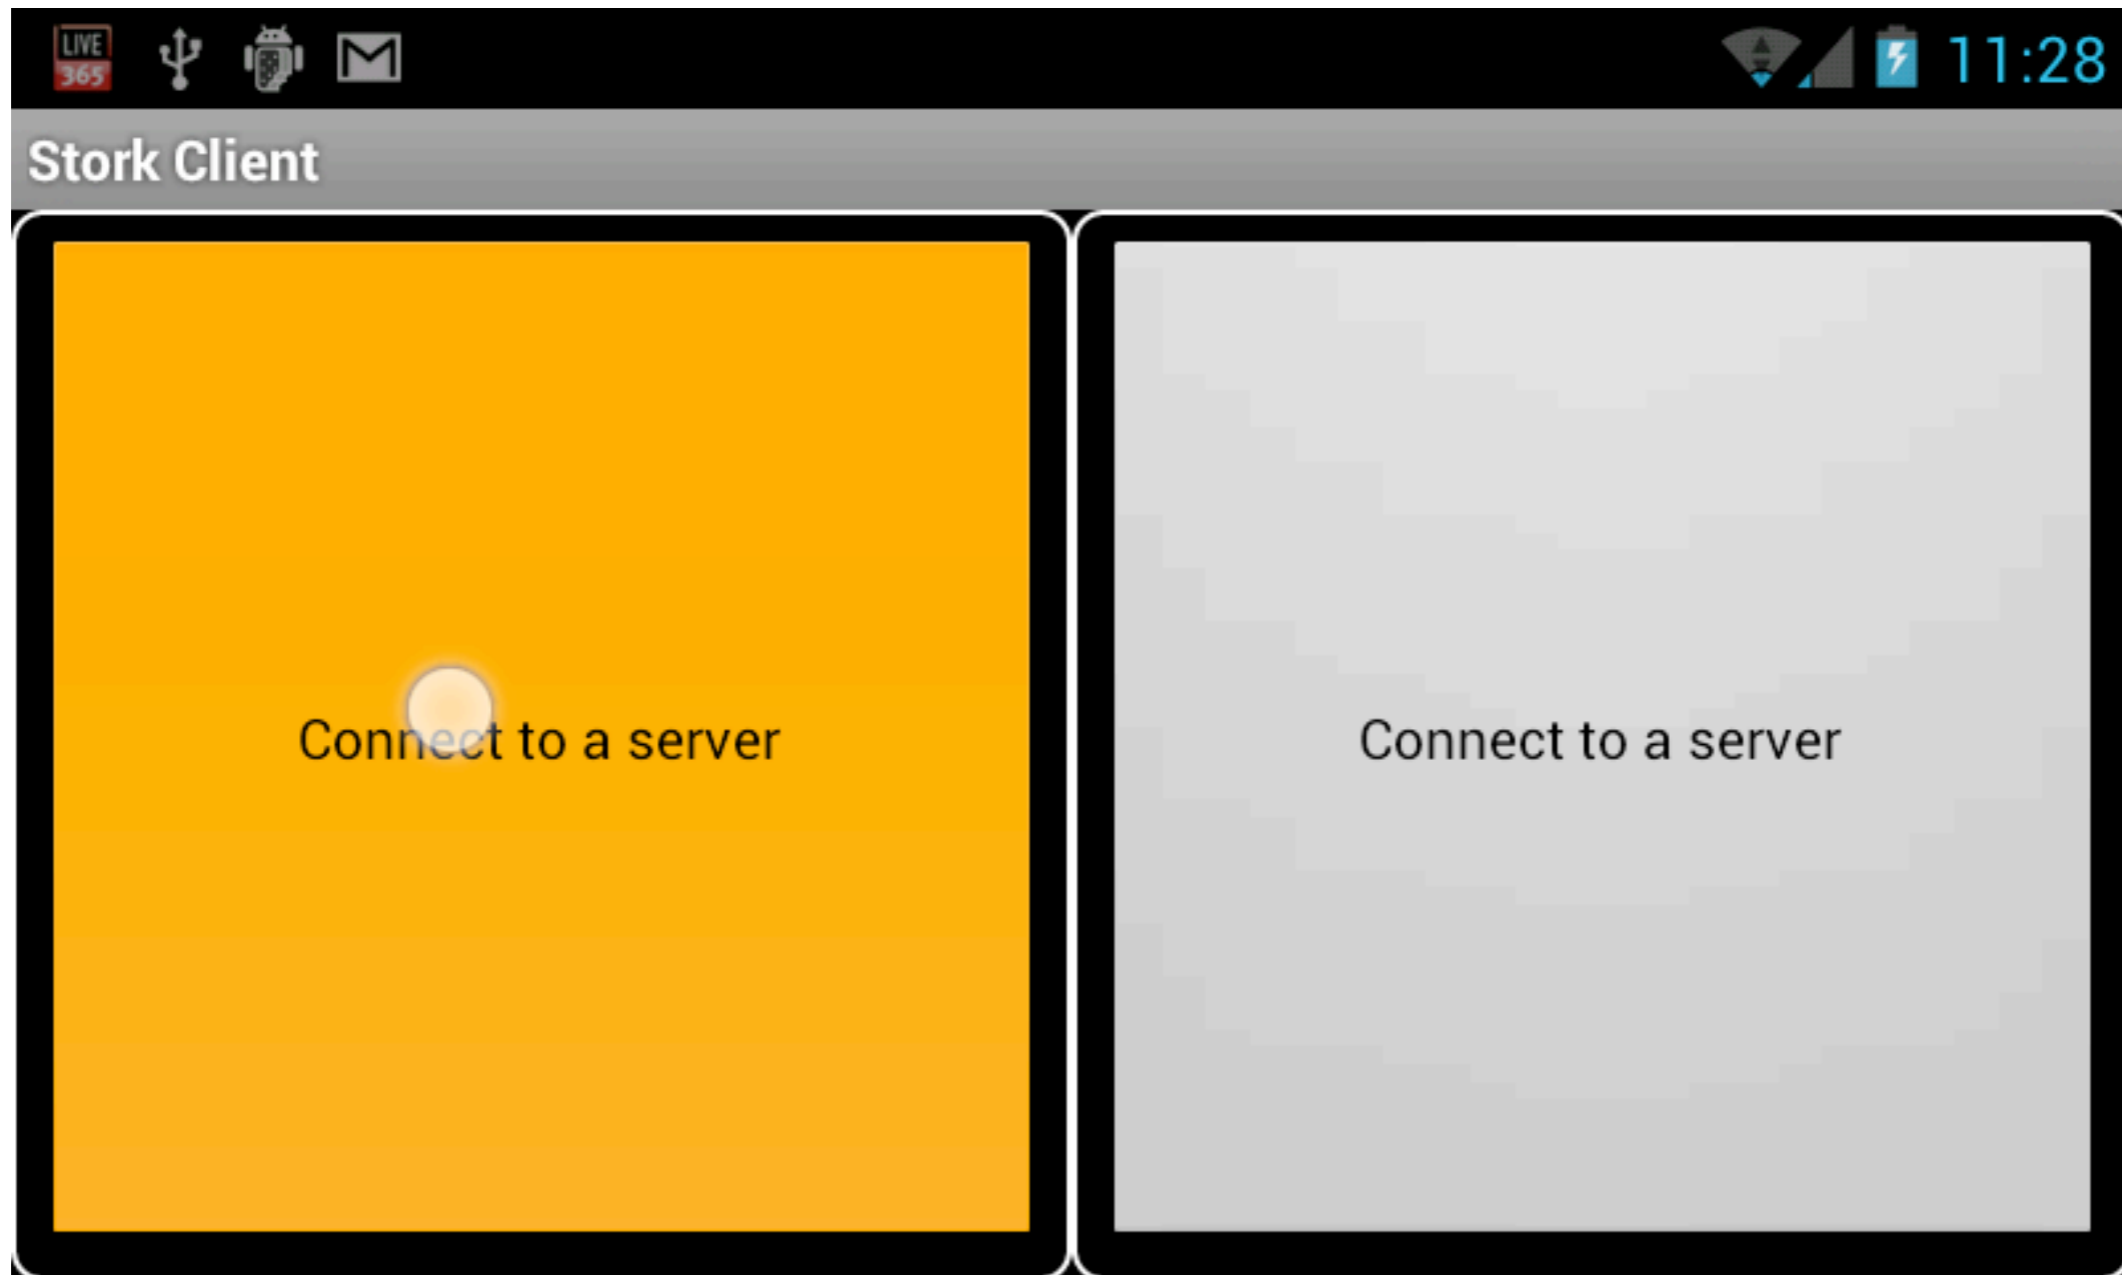 LIVE
365
11:28
Stork Client
Connect to a server
Connect to a server